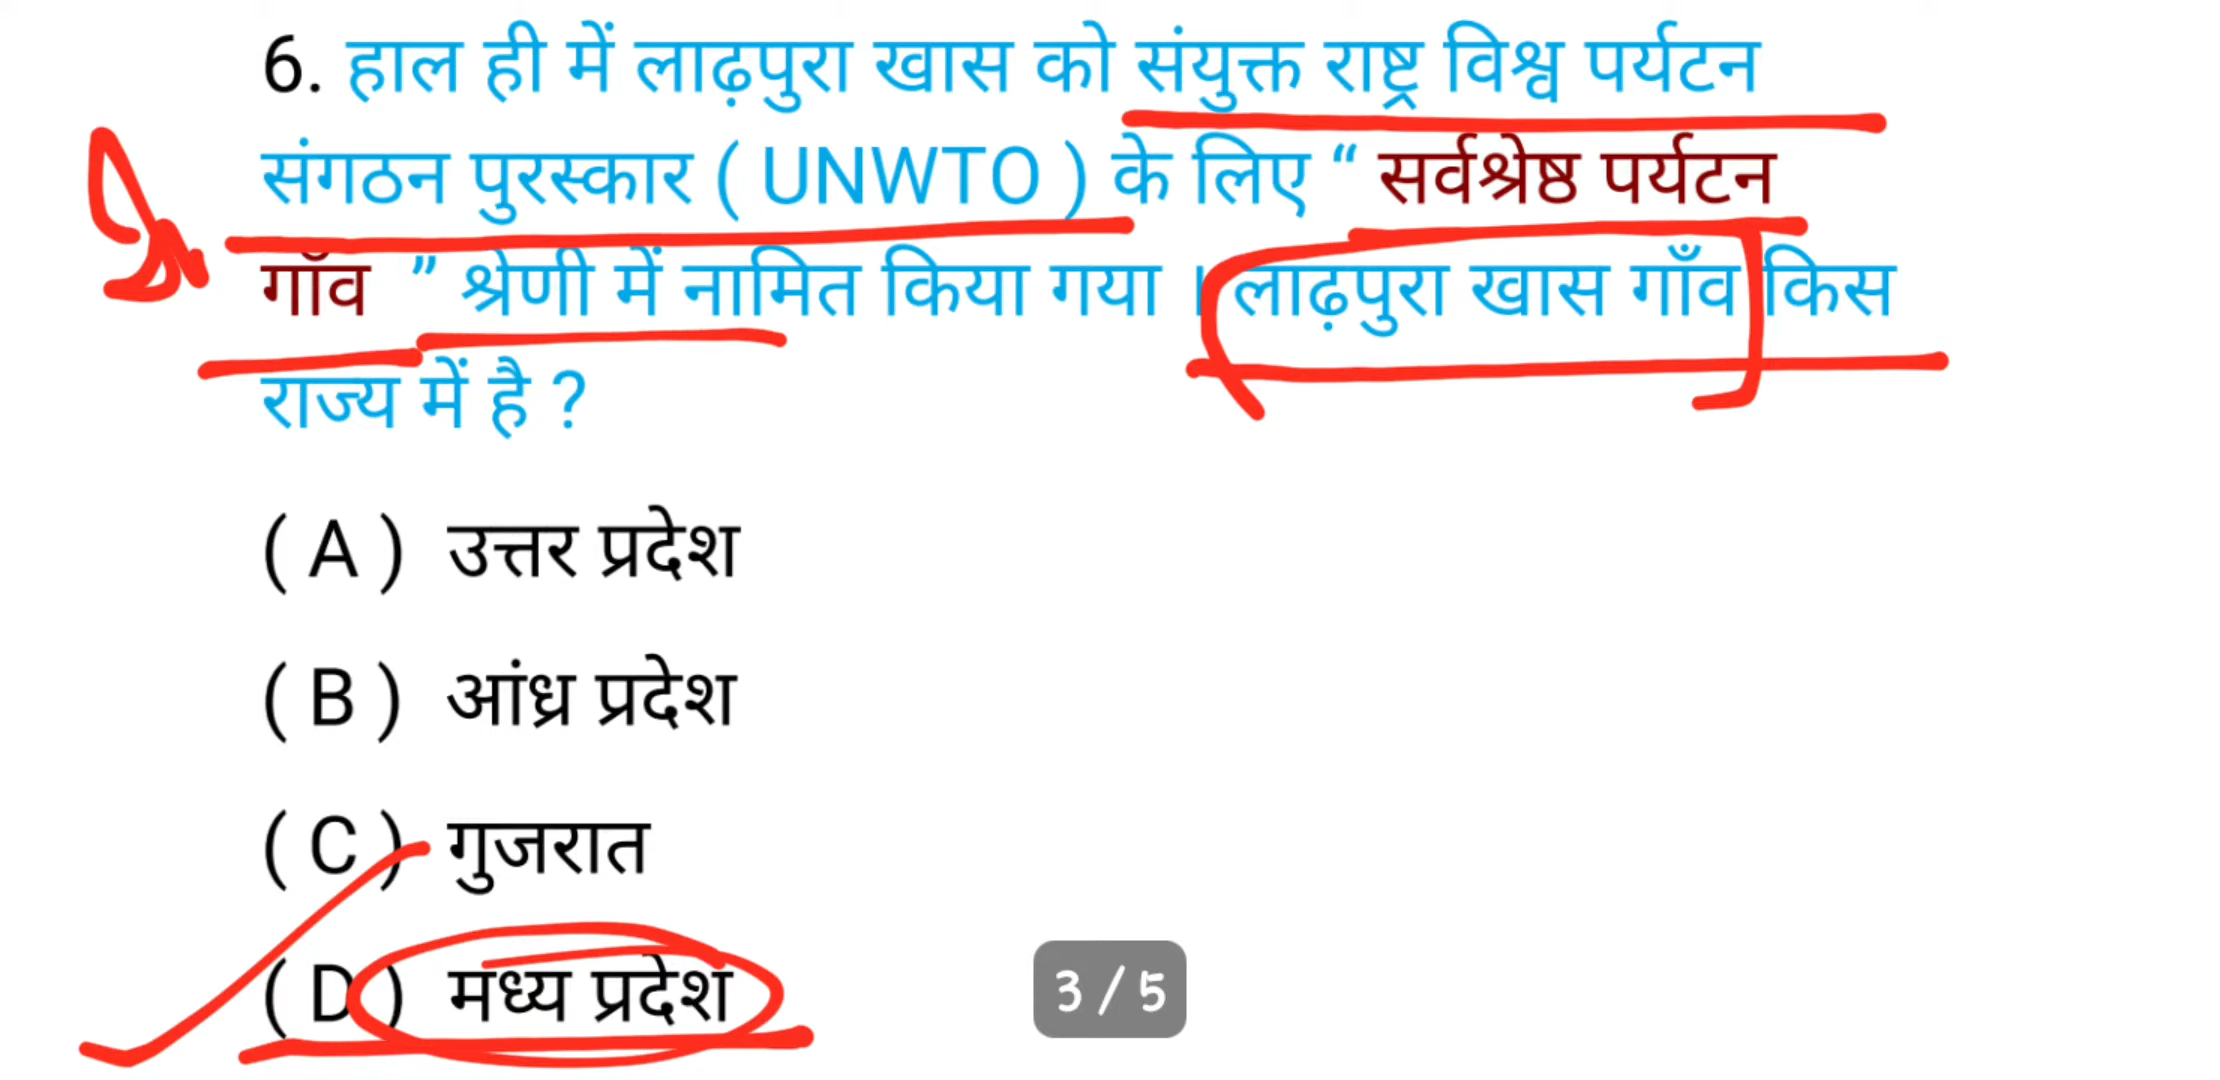 6. हाल ही में लाढ़पुरा खास को संयुक्त राष्ट्र विश्व पर्यटन
संगठन पुरस्कार ( UNWTO ) के लिए “ सर्वश्रेष्ठ पर्यटन
गाँव ” श्रेणी में नामित किया गया । लाढ़पुरा खास गाँव किस
राज्य में है ?
( A ) उत्तर प्रदेश
( B ) आंध्र प्रदेश
( C ) गुजरात
( D ) मध्य प्रदेश
3 / 5